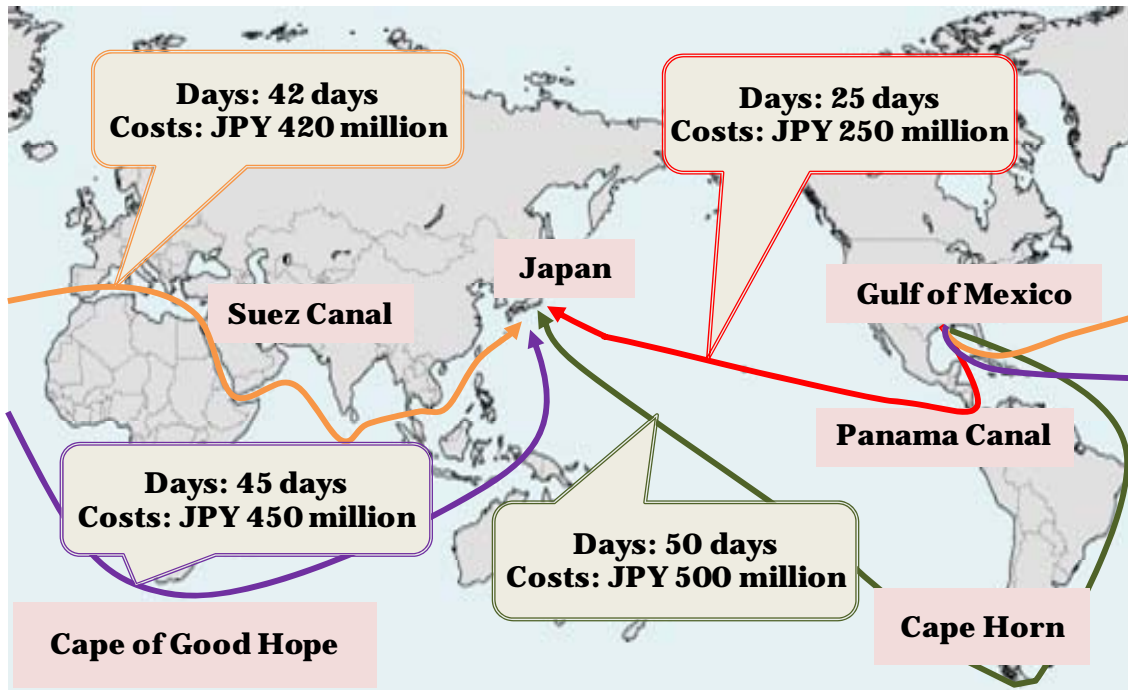 Days: 42 days
Costs: JPY 420 million
Days: 25 days
Costs: JPY 250 million
Japan
Suez Canal
Gulf of Mexico
Panama Canal
Days: 45 days
Costs: JPY 450 million
Days: 50 days
Costs: JPY 500 million
Cape of Good Hope
Cape Horn